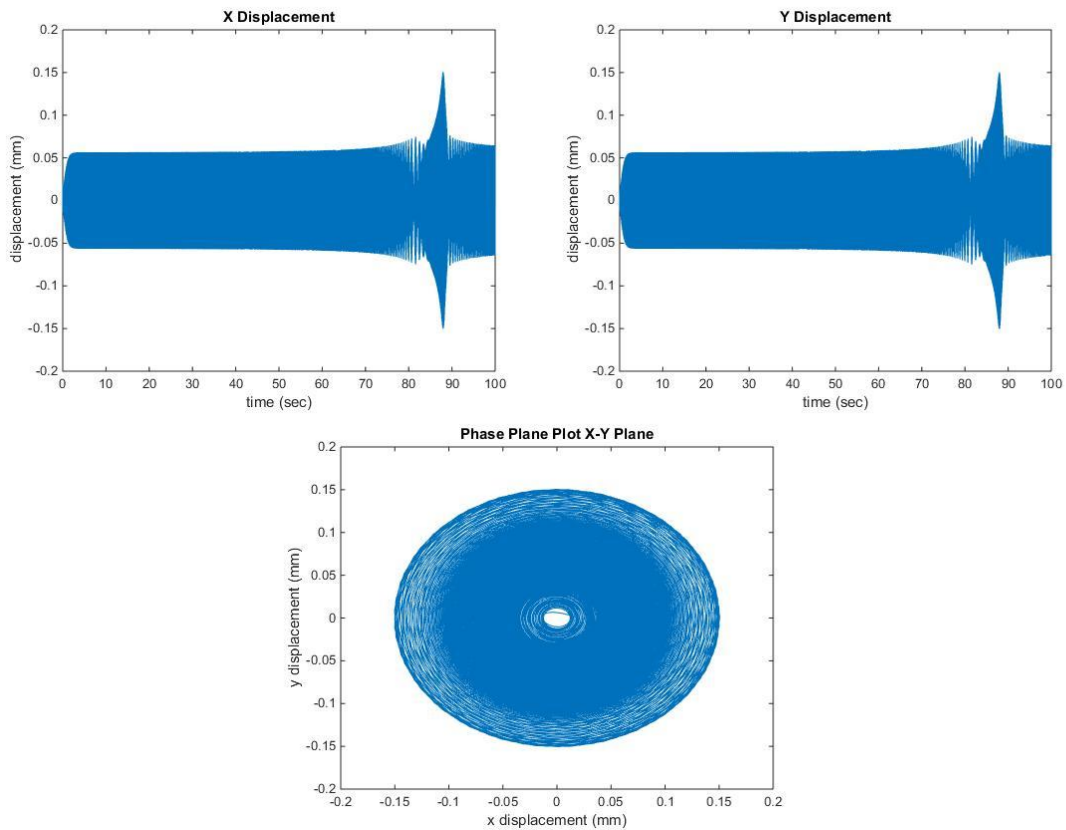 X Displacement
0.2
0.15
0.1
0.05
0
-0.05
-0.1
-0.15
-0.2
displacement (mm)
0 10 20 30 40 50 60 70 80 90 100
time (sec)
Y Displacement
0.2
0.15
0.1
0.05
0
-0.05
-0.1
-0.15
-0.2
displacement (mm)
0 10 20 30 40 50 60 70 80 90 100
time (sec)
Phase Plane Plot X-Y Plane
0.2
0.15
0.1
0.05
0
-0.05
-0.1
-0.15
-0.2
y displacement (mm)
-0.2 -0.15 -0.1 -0.05 0 0.05 0.1 0.15 0.2
x displacement (mm)